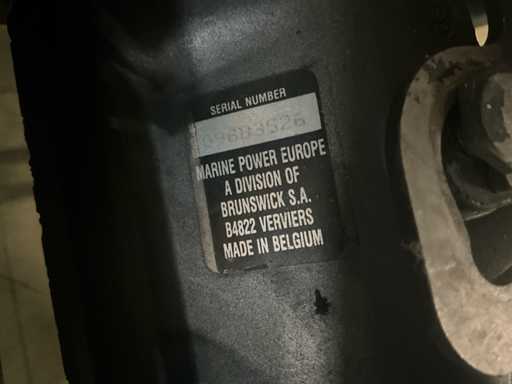 SERIAL NUMBER
MARINE POWER EUROPE
A DIVISION OF
BRUNSWICK S.A.
B4822 VERVIERS
MADE IN BELGIUM